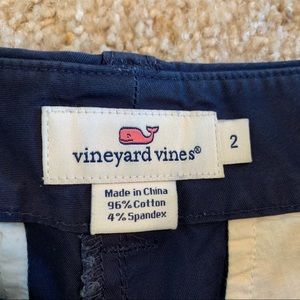 vineyard vines®
2
Made in China
96% Cotton
4% Spandex